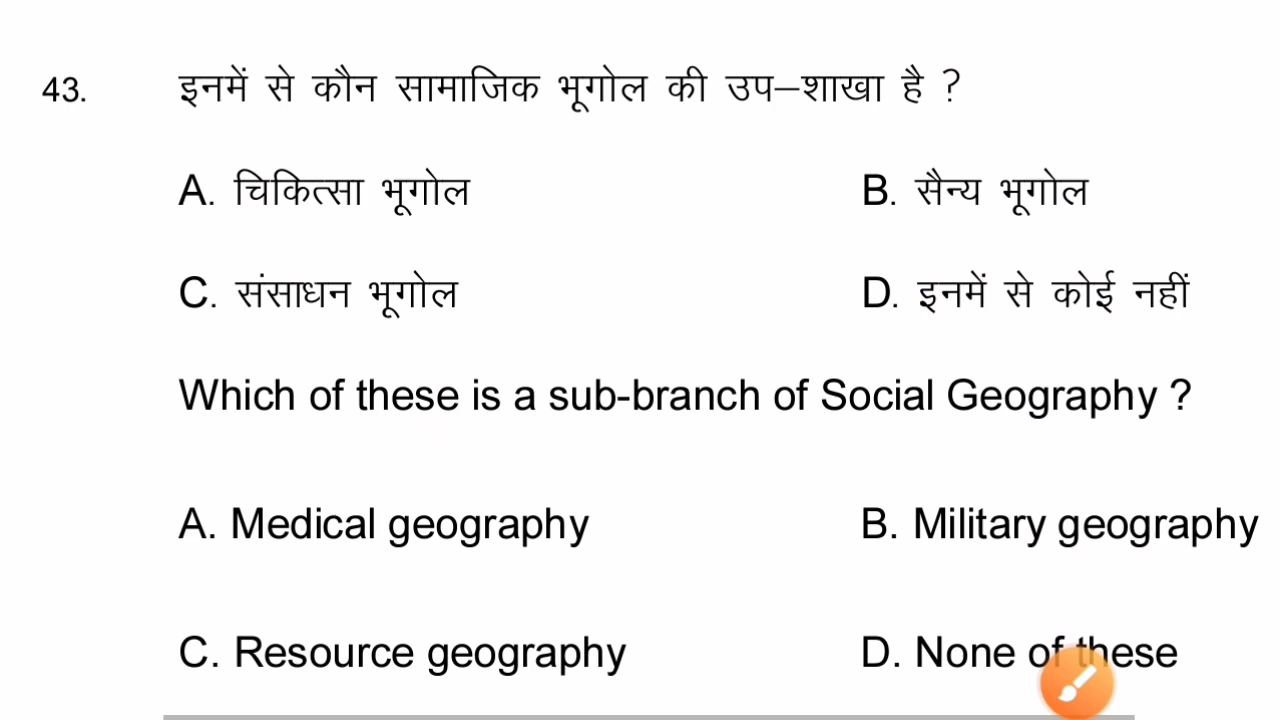 43. इनमें से कौन सामाजिक भूगोल की उप–शाखा है ?
A. चिकित्सा भूगोल B. सैन्य भूगोल
C. संसाधन भूगोल D. इनमें से कोई नहीं
Which of these is a sub-branch of Social Geography ?
A. Medical geography B. Military geography
C. Resource geography D. None of these